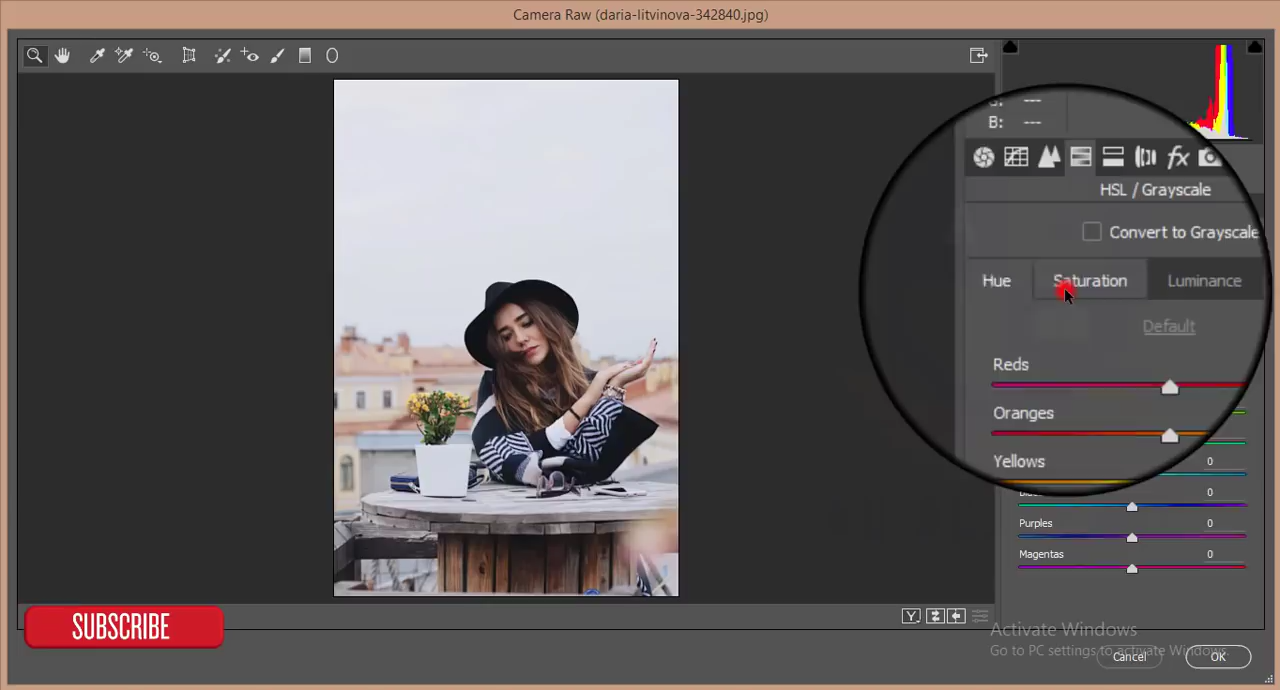 Camera Raw (daria-litvinova-342840.jpg)
B: ---
fx
HSL / Grayscale
Convert to Grayscale
Hue Saturation Luminance
Default
Reds
Oranges
Yellows 0
0
Purples 0
Magentas 0
Y
SUBSCRIBE
Activate Windows
Go to PC settings to activate Windows.
Cancel OK